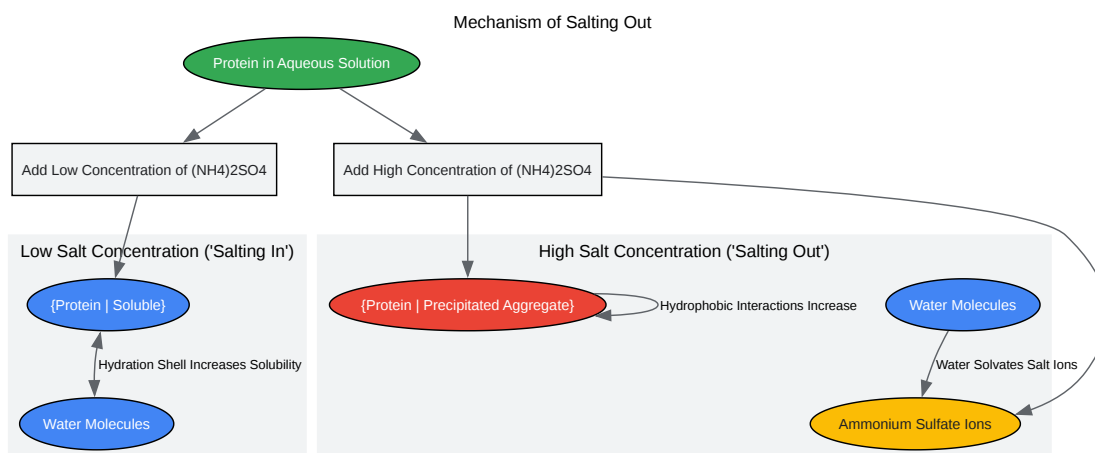 Mechanism of Salting Out
Protein in Aqueous Solution
Add Low Concentration of (NH4)2SO4
Add High Concentration of (NH4)2SO4
Low Salt Concentration ('Salting In')
High Salt Concentration ('Salting Out')
{Protein | Soluble}
{Protein | Precipitated Aggregate}
Hydrophobic Interactions Increase
Water Molecules
Hydration Shell Increases Solubility
Water Solvates Salt Ions
Water Molecules
Ammonium Sulfate Ions